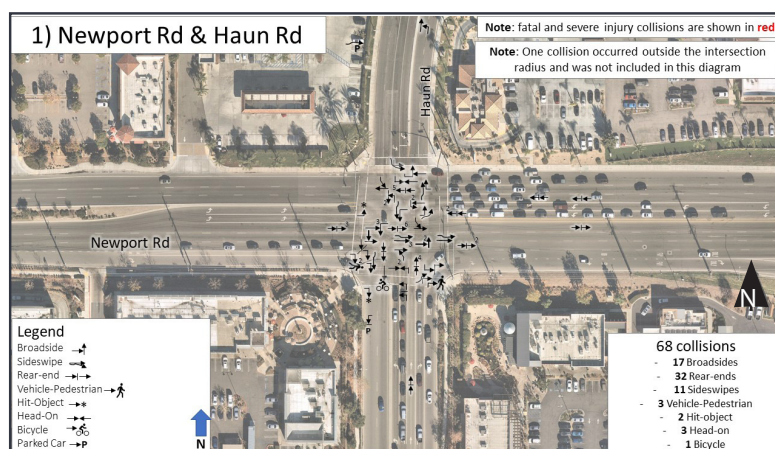 1) Newport Rd & Haun Rd
Note: fatal and severe injury collisions are shown in red
Note: One collision occurred outside the intersection
radius and was not included in this diagram
P
Haun Rd
Newport Rd
P
N
Legend
Broadside
Sideswipe
Rear-end
Vehicle-Pedestrian
Hit-Object
Head-On
Bicycle
Parked Car P
N
68 collisions
- 17 Broadsides
- 32 Rear-ends
- 11 Sideswipes
- 3 Vehicle-Pedestrian
- 2 Hit-object
- 3 Head-on
- 1 Bicycle